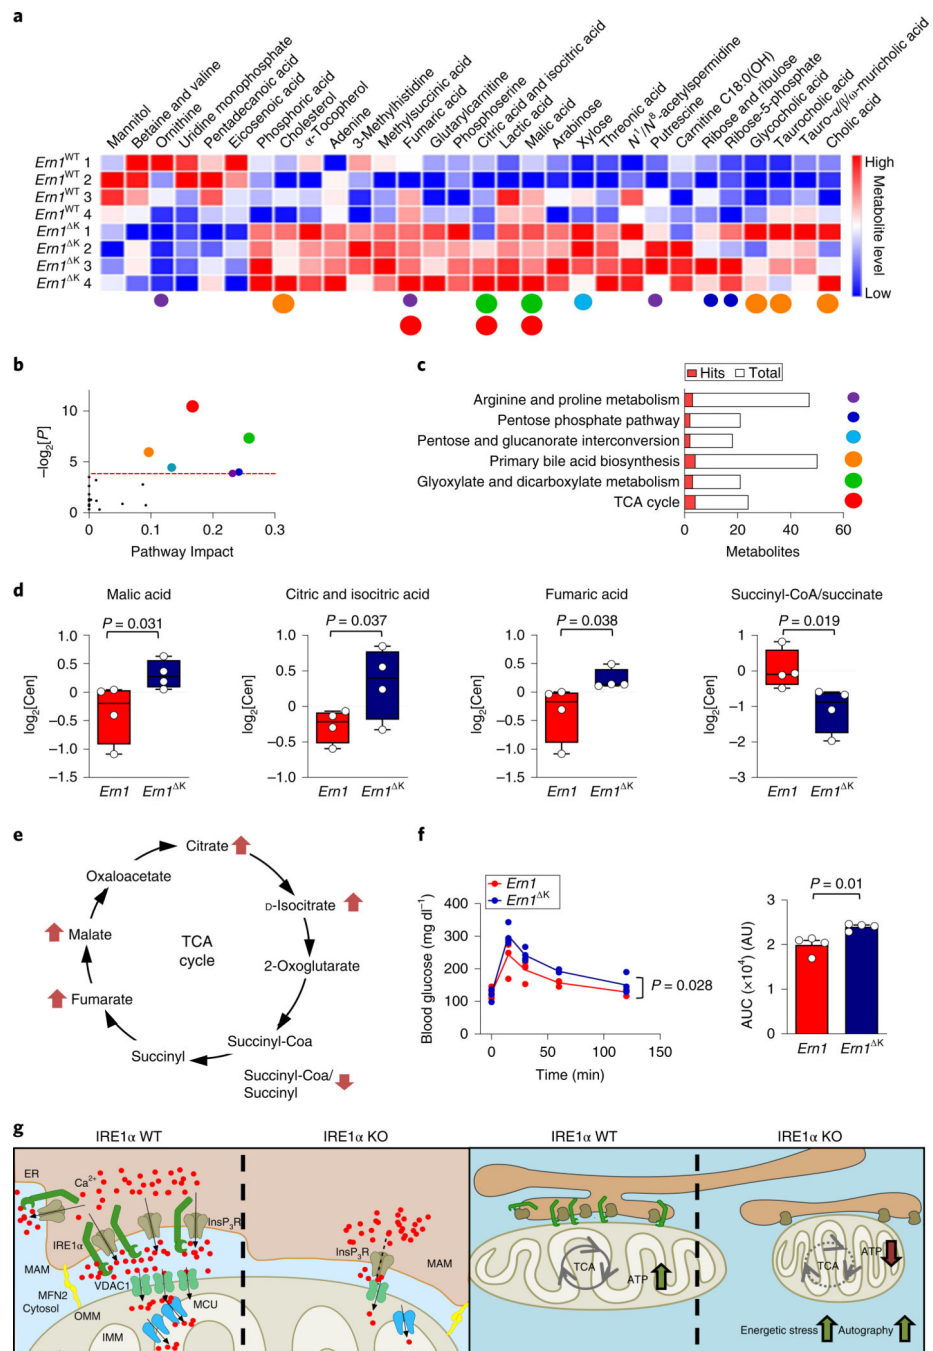 a
Mannitol
Betaine and valine
Ornithine
Uridine monophosphate
Pentadecanoic acid
Eicosenoic acid
Phosphoric acid
Cholesterol
α-Tocopherol
Adenine
3-Methylhistidine
Methylsuccinic acid
Fumaric acid
Glutarylcarnitine
Phosphoserine
Citric acid and isocitric acid
Lactic acid
Malic acid
Arabinose
Xylose
Threonic acid
N¹/N⁸-acetylspermidine
Putrescine
Carnitine C18:0(OH)
Ribose and ribulose
Ribose-5-phosphate
Glycocholic acid
Taurocholic acid
Tauro-α/β/ω-muricholic acid
Cholic acid
Ern1ᵂᵀ 1
Ern1ᵂᵀ 2
Ern1ᵂᵀ 3
Ern1ᵂᵀ 4
Ern1ᐞᴷ 1
Ern1ᐞᴷ 2
Ern1ᐞᴷ 3
Ern1ᐞᴷ 4
High
Metabolite level
Low
b
–log₂[P]
10
5
0
0 0.1 0.2 0.3
Pathway Impact
c
Hits Total
Arginine and proline metabolism
Pentose phosphate pathway
Pentose and glucanorate interconversion
Primary bile acid biosynthesis
Glyoxylate and dicarboxylate metabolism
TCA cycle
0 20 40 60
Metabolites
d
Malic acid
P = 0.031
log₂[Cen]
1.0
0.5
0
–0.5
–1.0
–1.5
Ern1 Ern1ᐞᴷ
Citric and isocitric acid
P = 0.037
log₂[Cen]
1.0
0.5
0
–0.5
–1.0
Ern1 Ern1ᐞᴷ
Fumaric acid
P = 0.038
log₂[Cen]
1.0
0.5
0
–0.5
–1.0
–1.5
Ern1 Ern1ᐞᴷ
Succinyl-CoA/succinate
P = 0.019
log₂[Cen]
1
0
–1
–2
–3
Ern1 Ern1ᐞᴷ
e
Citrate
Oxaloacetate
D-Isocitrate
Malate
TCA
cycle
2-Oxoglutarate
Fumarate
Succinyl-Coa
Succinyl
Succinyl-Coa/
Succinyl
f
Ern1
Ern1ᐞᴷ
Blood glucose (mg dl⁻¹)
400
300
200
100
0
0 50 100 150
Time (min)
P = 0.028
P = 0.01
AUC (×10⁴) (AU)
3
2
1
0
Ern1 Ern1ᐞᴷ
g
IRE1α WT
IRE1α KO
IRE1α WT
IRE1α KO
ER
Ca²⁺
InsP₃R
IRE1α
InsP₃R
MAM
MAM
VDAC1
MFN2
Cytosol
MCU
OMM
IMM
TCA
ATP
TCA
ATP
Energetic stress
Autography